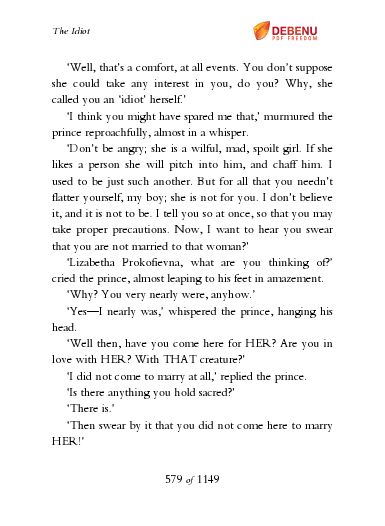 The Idiot
DEBENU
PDF FREEDOM
‘Well, that’s a comfort, at all events. You don’t suppose
she could take any interest in you, do you? Why, she
called you an ‘idiot’ herself.’
‘I think you might have spared me that,’ murmured the
prince reproachfully, almost in a whisper.
‘Don’t be angry; she is a wilful, mad, spoilt girl. If she
likes a person she will pitch into him, and chaff him. I
used to be just such another. But for all that you needn’t
flatter yourself, my boy; she is not for you. I don’t believe
it, and it is not to be. I tell you so at once, so that you may
take proper precautions. Now, I want to hear you swear
that you are not married to that woman?’
‘Lizabetha Prokofievna, what are you thinking of?’
cried the prince, almost leaping to his feet in amazement.
‘Why? You very nearly were, anyhow.’
‘Yes—I nearly was,’ whispered the prince, hanging his
head.
‘Well then, have you come here for HER? Are you in
love with HER? With THAT creature?’
‘I did not come to marry at all,’ replied the prince.
‘Is there anything you hold sacred?’
‘There is.’
‘Then swear by it that you did not come here to marry
HER!’
579 of 1149